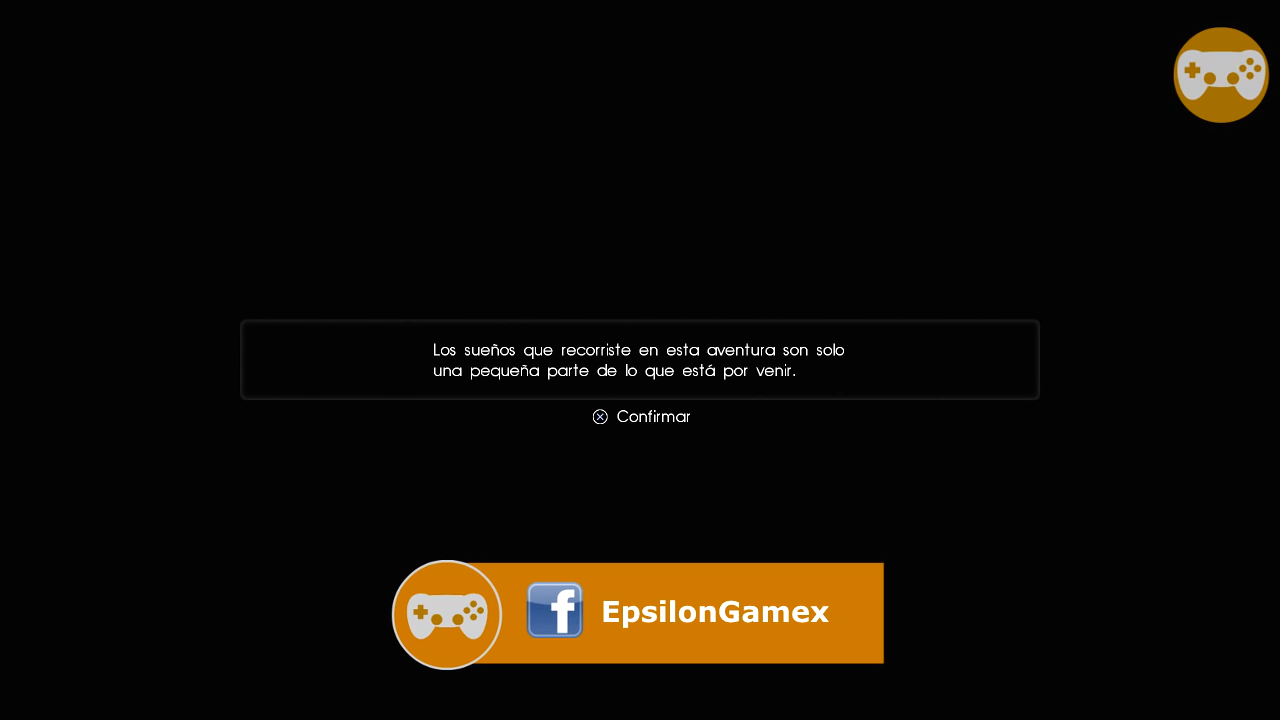 Los sueños que recorriste en esta aventura son solo
una pequeña parte de lo que está por venir.
Confirmar
EpsilonGamex